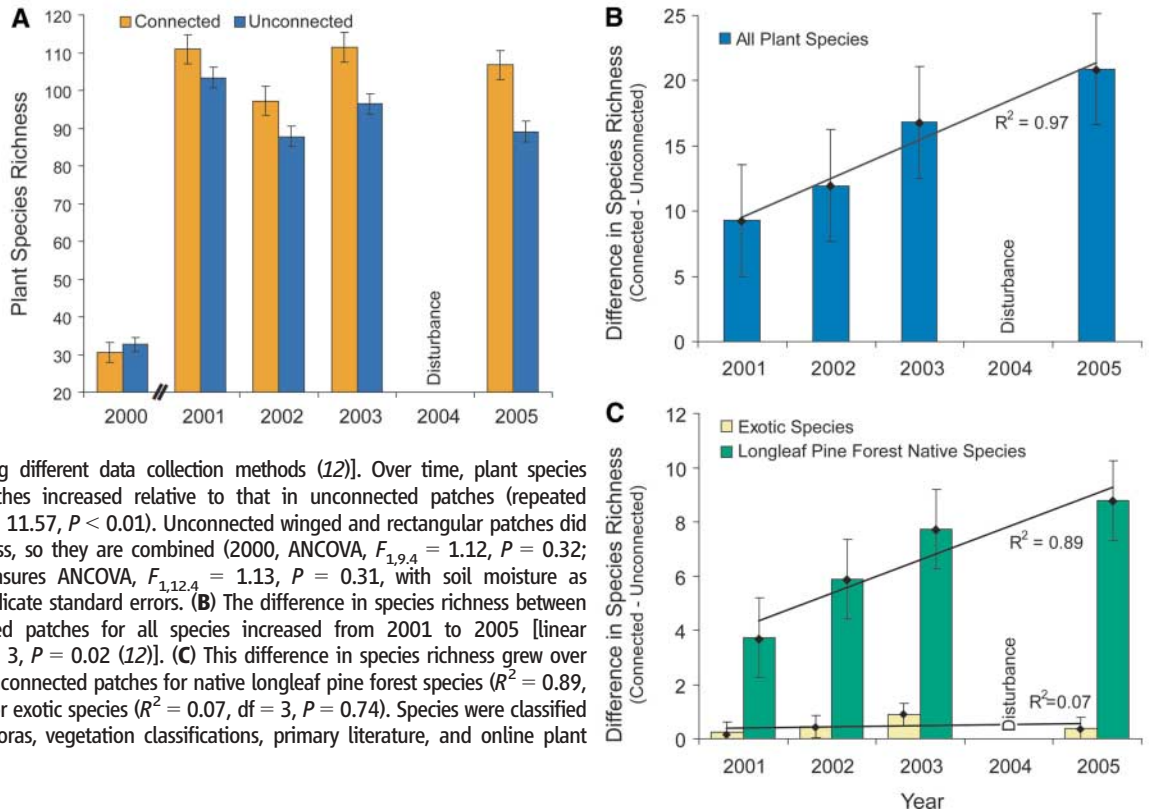 A
Connected Unconnected
Plant Species Richness
120
110
100
90
80
70
60
50
40
30
20
Disturbance
2000 2001 2002 2003 2004 2005
B
All Plant Species
Difference in Species Richness
(Connected - Unconnected)
25
20
15
10
5
0
R² = 0.97
Disturbance
2001 2002 2003 2004 2005
C
Exotic Species
Longleaf Pine Forest Native Species
Difference in Species Richness
(Connected - Unconnected)
12
10
8
6
4
2
0
R² = 0.89
Disturbance
R²=0.07
2001 2002 2003 2004 2005
Year
g different data collection methods (12)]. Over time, plant species
ches increased relative to that in unconnected patches (repeated
11.57, P < 0.01). Unconnected winged and rectangular patches did
ss, so they are combined (2000, ANCOVA, F1,9.4 = 1.12, P = 0.32;
asures ANCOVA, F1,12.4 = 1.13, P = 0.31, with soil moisture as
dicate standard errors. (B) The difference in species richness between
ed patches for all species increased from 2001 to 2005 [linear
3, P = 0.02 (12)]. (C) This difference in species richness grew over
connected patches for native longleaf pine forest species (R² = 0.89,
r exotic species (R² = 0.07, df = 3, P = 0.74). Species were classified
oras, vegetation classifications, primary literature, and online plant